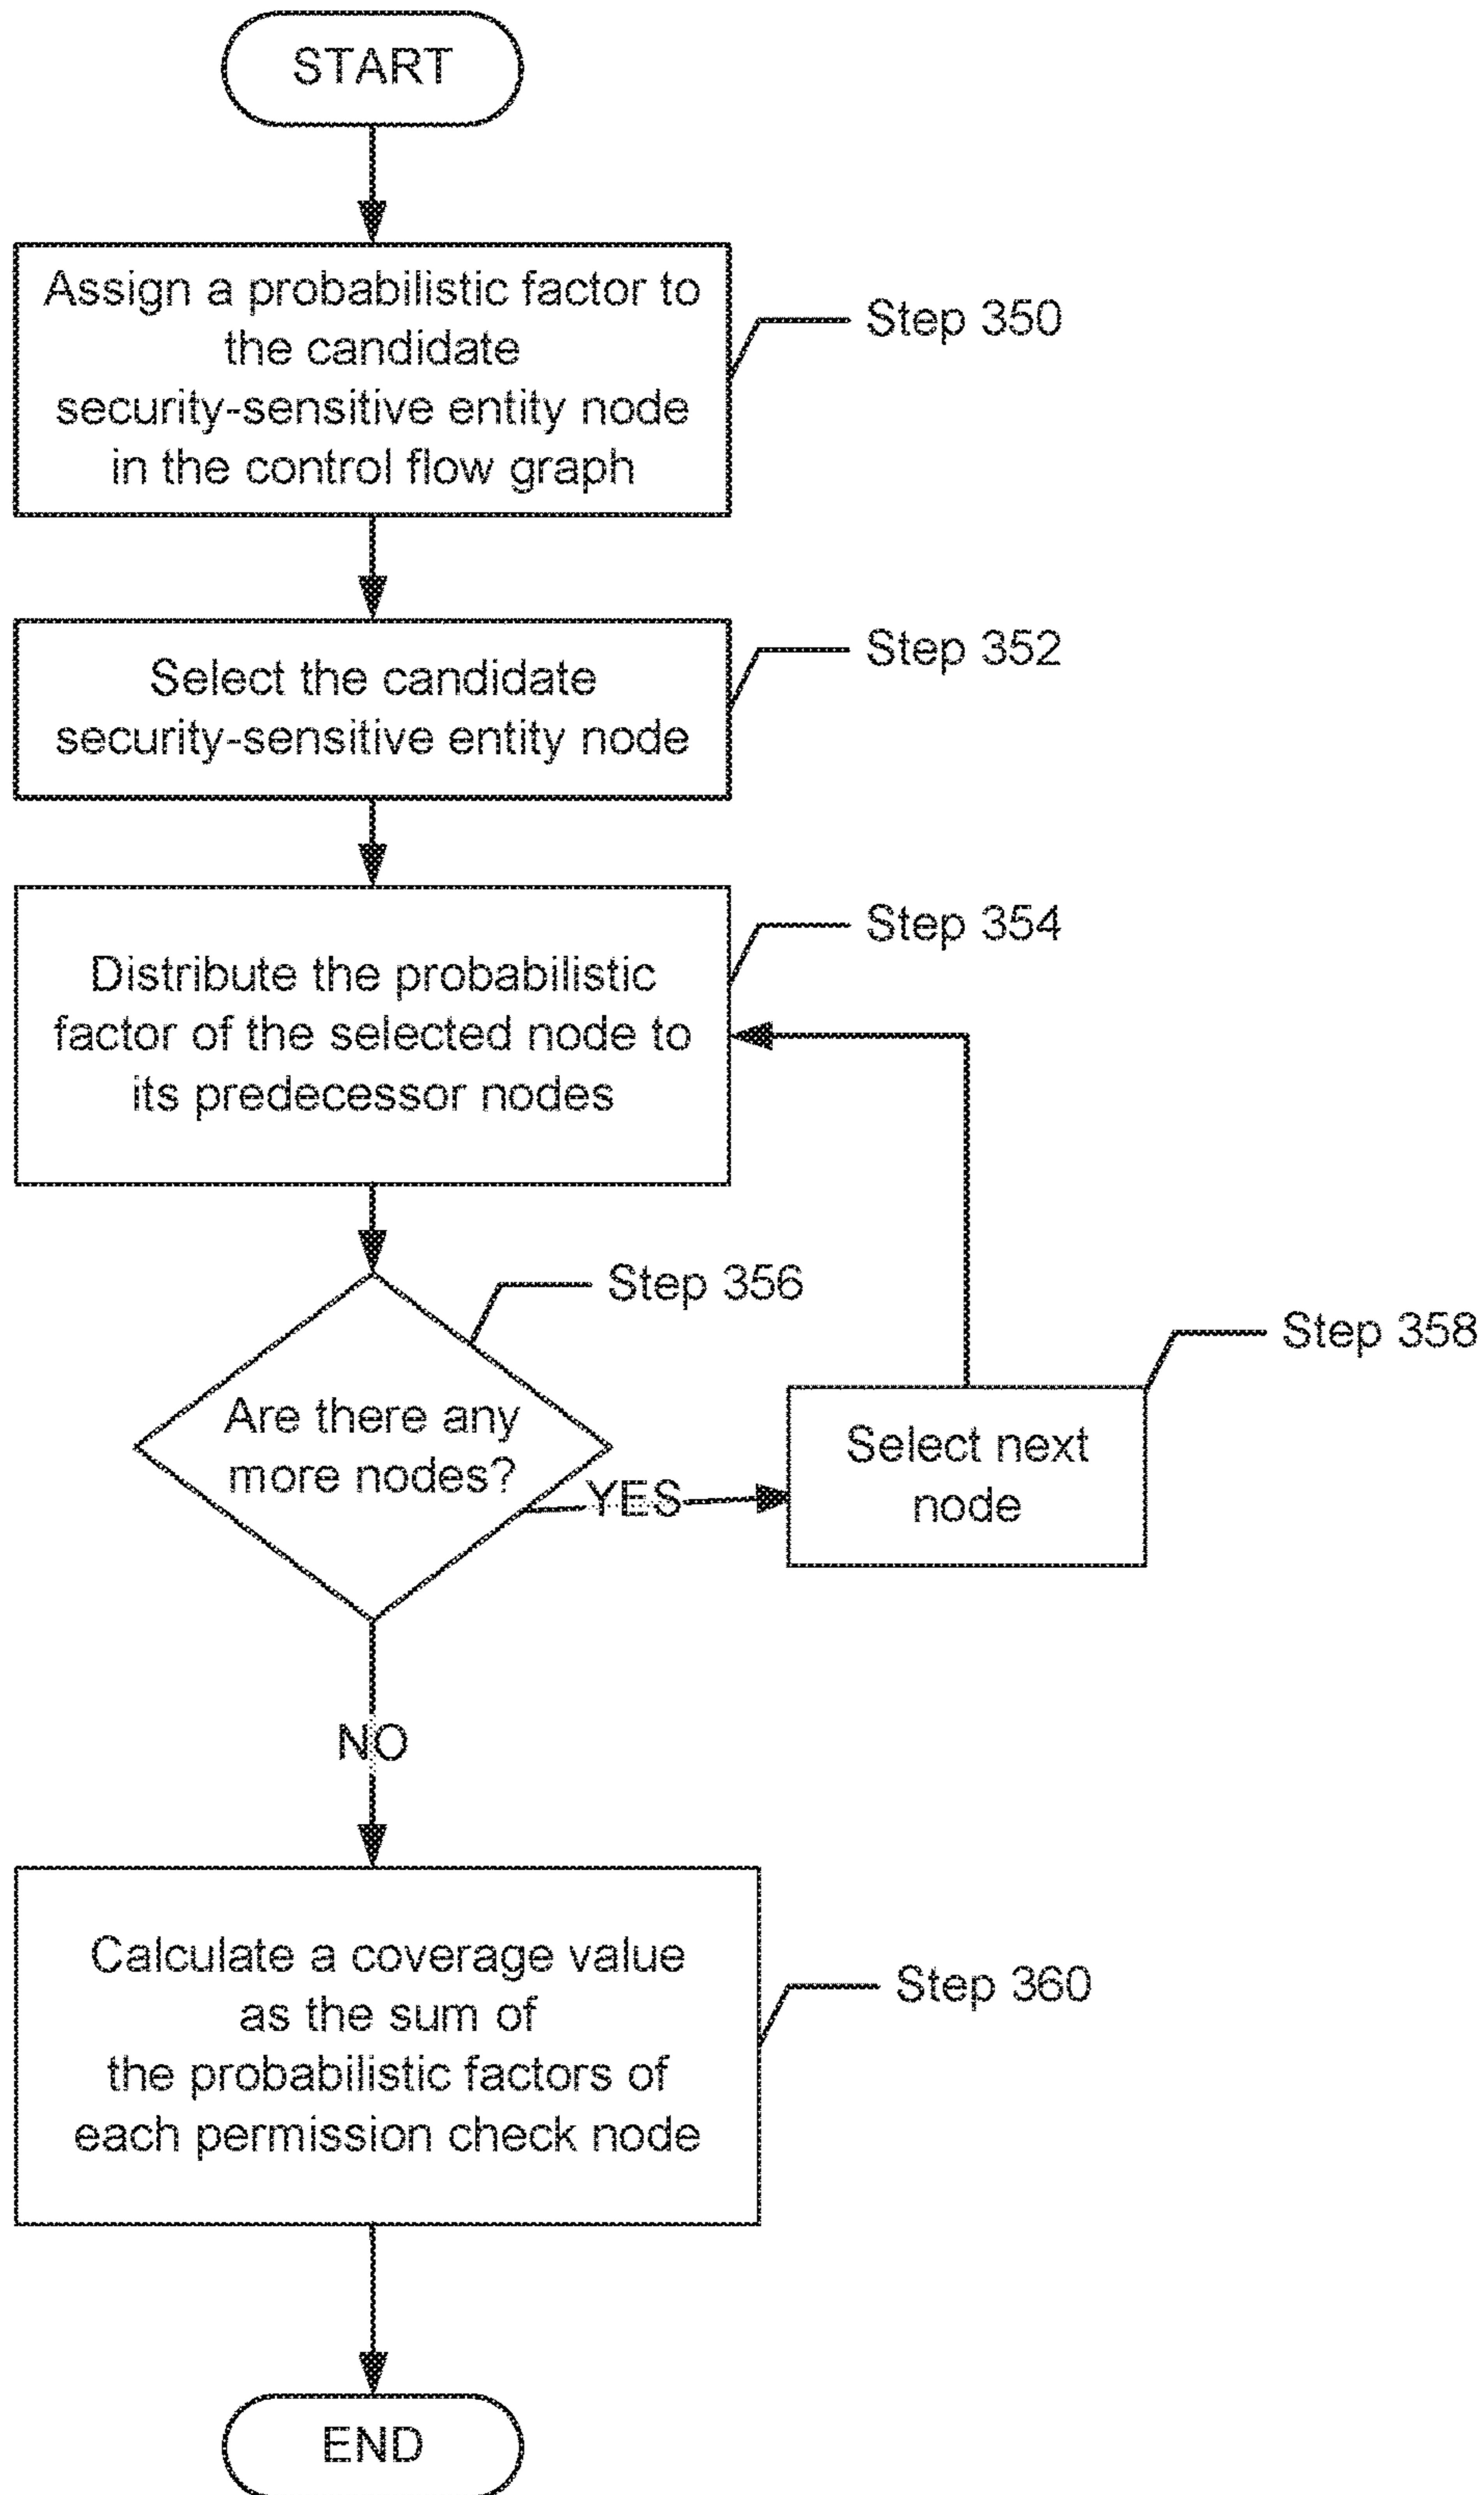 START
Assign a probabilistic factor to
the candidate
security-sensitive entity node
in the control flow graph
Step 350
Select the candidate
security-sensitive entity node
Step 352
Distribute the probabilistic
factor of the selected node to
its predecessor nodes
Step 354
Are there any
more nodes?
Step 356
YES
Select next
node
Step 358
NO
Calculate a coverage value
as the sum of
the probabilistic factors of
each permission check node
Step 360
END